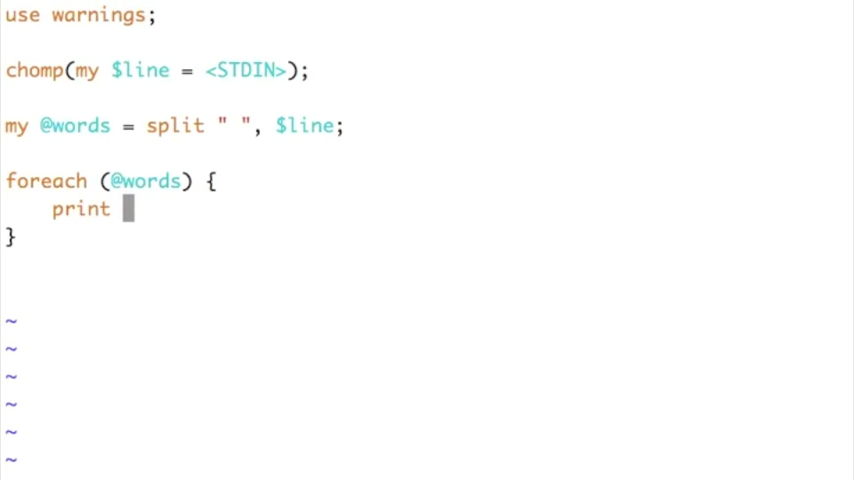 use warnings;
chomp(my $line = <STDIN>);
my @words = split " ", $line;
foreach (@words) {
    print
}
~
~
~
~
~
~